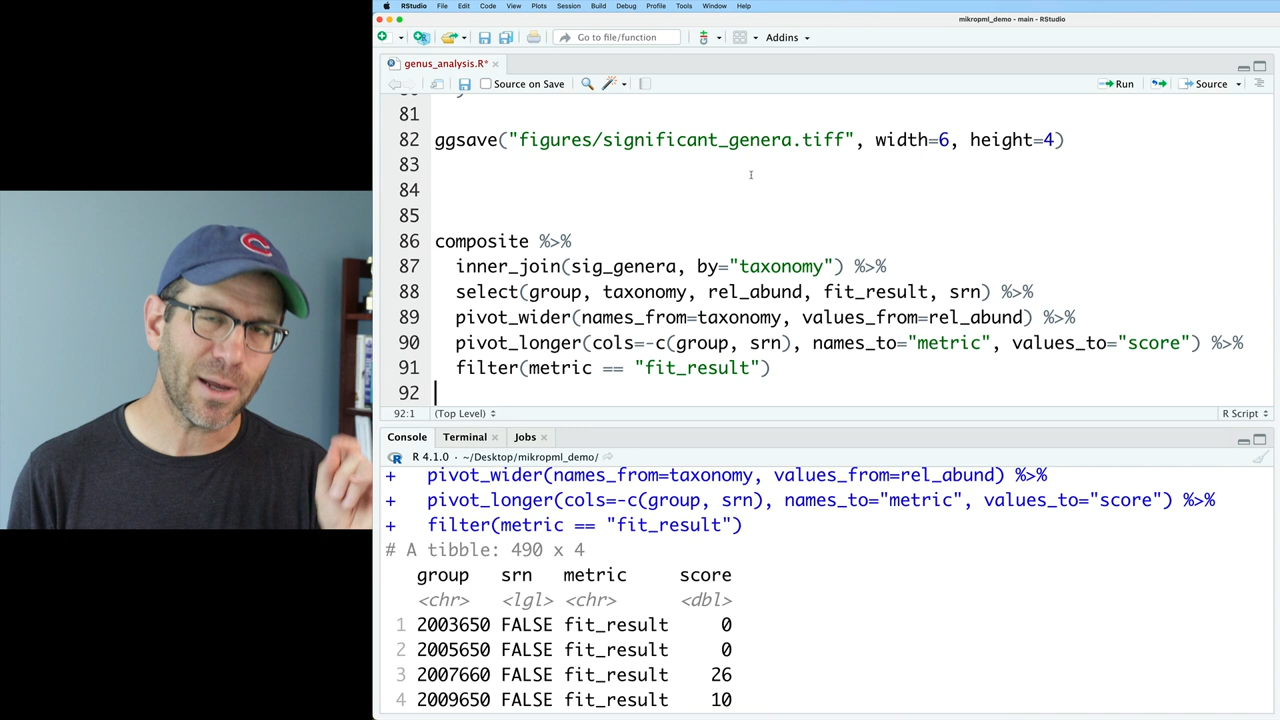 RStudio File Edit Code View Plots Session Build Debug Profile Tools Window Help
mikropml_demo - main - RStudio
Go to file/function Addins
genus_analysis.R*
Source on Save Run Source
81
82 ggsave("figures/significant_genera.tiff", width=6, height=4)
83
84
85
86 composite %>%
87 inner_join(sig_genera, by="taxonomy") %>%
88 select(group, taxonomy, rel_abund, fit_result, srn) %>%
89 pivot_wider(names_from=taxonomy, values_from=rel_abund) %>%
90 pivot_longer(cols=-c(group, srn), names_to="metric", values_to="score") %>%
91 filter(metric == "fit_result")
92
92:1 (Top Level) R Script
Console Terminal Jobs
R 4.1.0 · ~/Desktop/mikropml_demo/
+ pivot_wider(names_from=taxonomy, values_from=rel_abund) %>%
+ pivot_longer(cols=-c(group, srn), names_to="metric", values_to="score") %>%
+ filter(metric == "fit_result")
# A tibble: 490 x 4
group srn metric score
<chr> <lgl> <chr> <dbl>
1 2003650 FALSE fit_result 0
2 2005650 FALSE fit_result 0
3 2007660 FALSE fit_result 26
4 2009650 FALSE fit_result 10